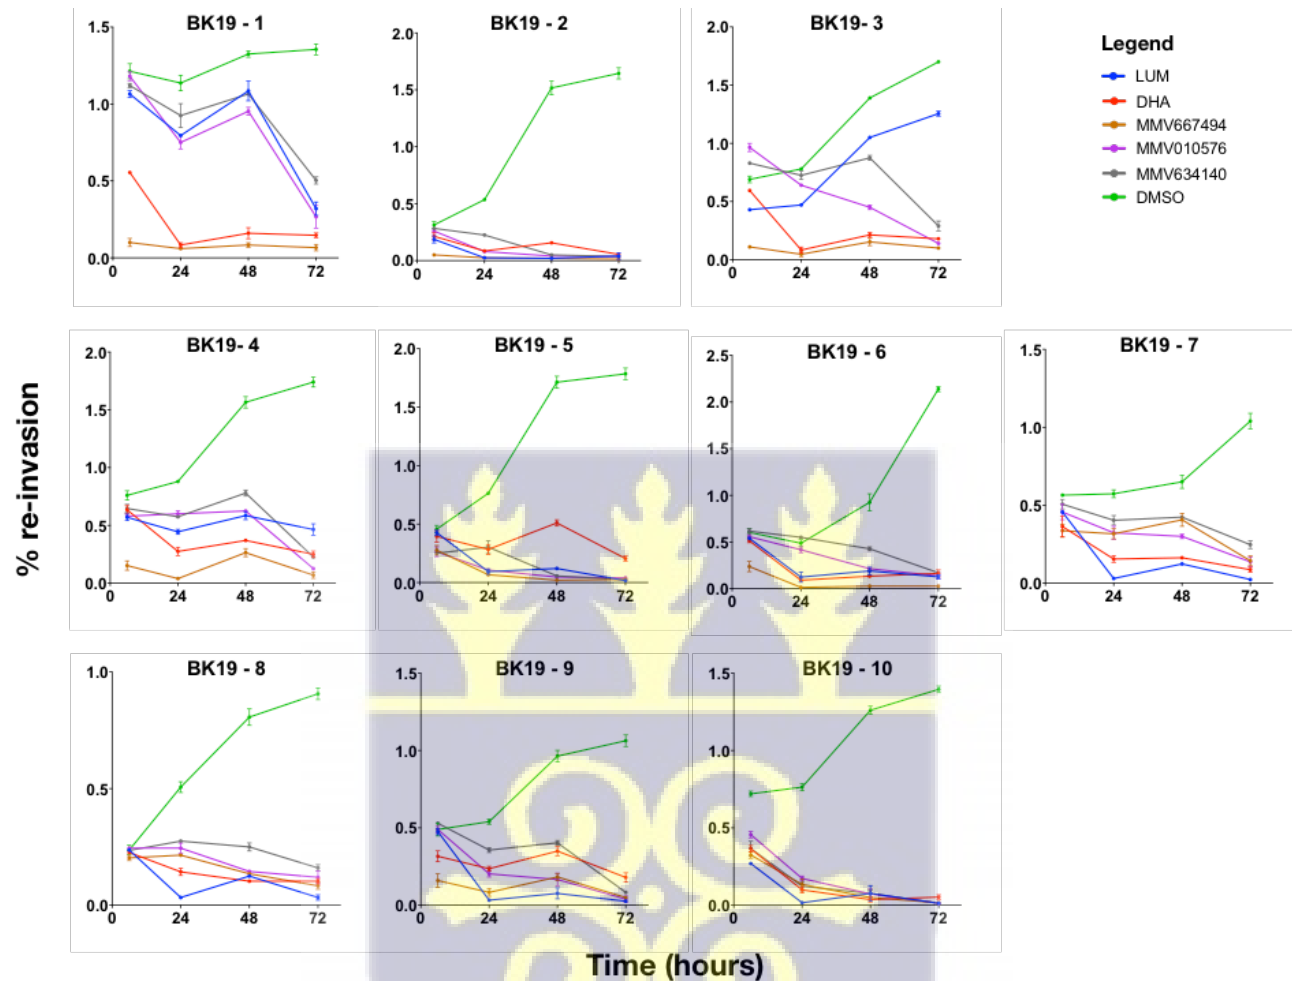 BK19 - 1
1.5
1.0
0.5
0.0
0 24 48 72
BK19 - 2
2.0
1.5
1.0
0.5
0.0
0 24 48 72
BK19- 3
2.0
1.5
1.0
0.5
0.0
0 24 48 72
Legend
LUM
DHA
MMV667494
MMV010576
MMV634140
DMSO
% re-invasion
BK19- 4
2.0
1.5
1.0
0.5
0.0
0 24 48 72
BK19 - 5
2.0
1.5
1.0
0.5
0.0
0 24 48 72
BK19 - 6
2.5
2.0
1.5
1.0
0.5
0.0
0 24 48 72
BK19 - 7
1.5
1.0
0.5
0.0
0 24 48 72
BK19 - 8
1.0
0.5
0.0
0 24 48 72
BK19 - 9
1.5
1.0
0.5
0.0
0 24 48 72
BK19 - 10
1.5
1.0
0.5
0.0
0 24 48 72
Time (hours)